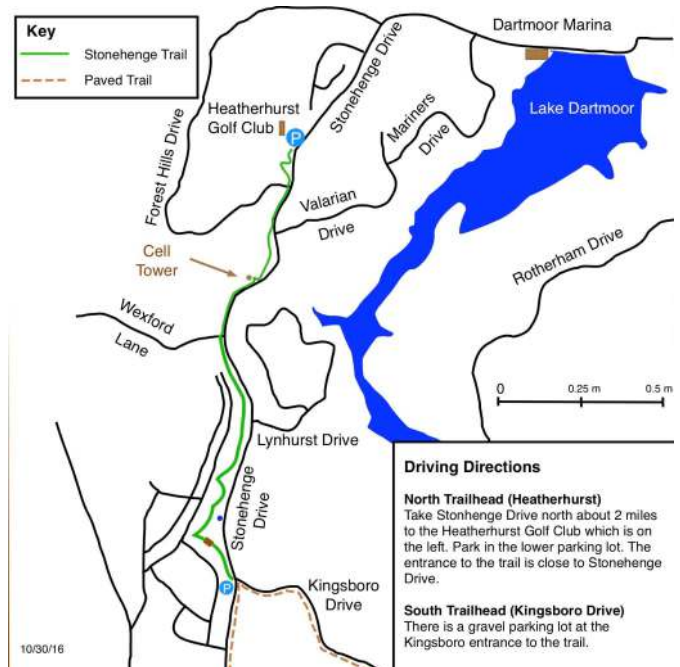 Key
Stonehenge Trail
Paved Trail
Dartmoor Marina
Stonehenge Drive
Heatherhurst
Golf Club
P
Forest Hills Drive
Mariners
Drive
Lake Dartmoor
Valarian
Drive
Cell
Tower
Rotherham Drive
Wexford
Lane
0
0.25 m
0.5 m
Lynhurst Drive
Stonehenge
Drive
P
Kingsboro
Drive
Driving Directions
North Trailhead (Heatherhurst)
Take Stonhenge Drive north about 2 miles
to the Heatherhurst Golf Club which is on
the left. Park in the lower parking lot. The
entrance to the trail is close to Stonehenge
Drive.
South Trailhead (Kingsboro Drive)
There is a gravel parking lot at the
Kingsboro entrance to the trail.
10/30/16